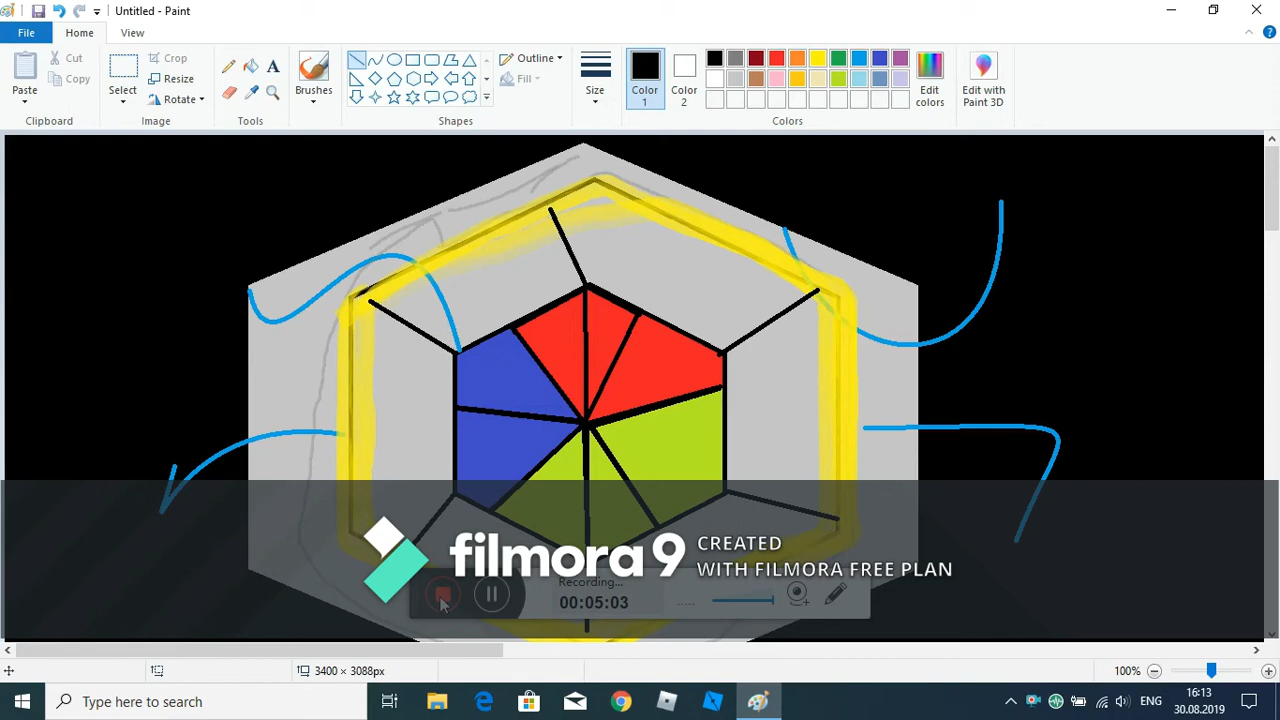 Untitled - Paint
File Home View
Paste
Cut
Copy
Clipboard
Select
Crop
Resize
Rotate
Image
Tools
Brushes
Shapes
Outline
Fill
Size
Color 1
Color 2
Colors
Edit colors
Edit with Paint 3D
filmora 9
CREATED
WITH FILMORA FREE PLAN
Recording...
00:05:03
3400 × 3088px
100%
Type here to search
ENG
16:13
30.08.2019